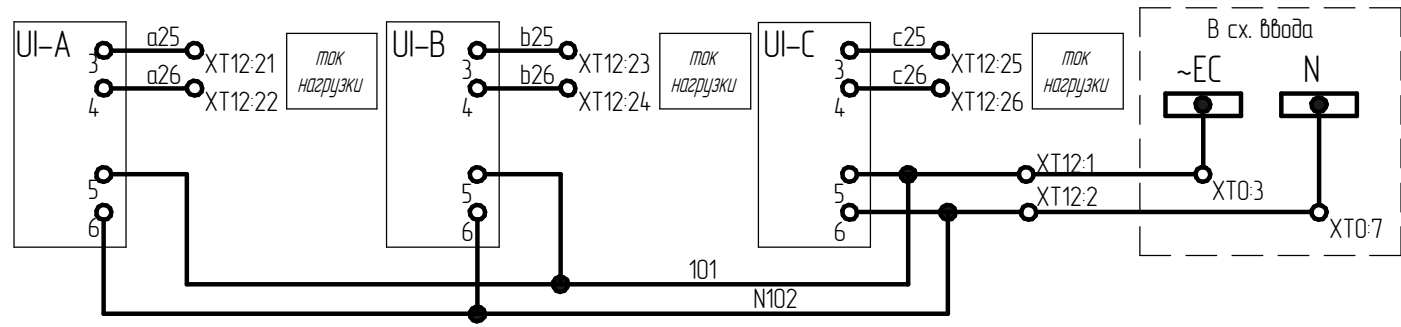 UI-A
3
a25
XT12:21
4
a26
XT12:22
5
6
ток
нагрузки
UI-B
3
b25
XT12:23
4
b26
XT12:24
5
6
ток
нагрузки
UI-C
3
c25
XT12:25
4
c26
XT12:26
5
6
ток
нагрузки
XT12:1
XT12:2
В сх. ввода
~EC
N
XT0:3
XT0:7
101
N102